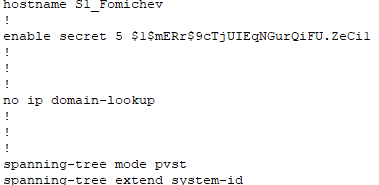 hostname S1_Fomichev
!
enable secret 5 $1$mERr$9cTjUIEqNGurQiFU.ZeCi1
!
!
!
no ip domain-lookup
!
!
!
spanning-tree mode pvst
spanning-tree extend system-id